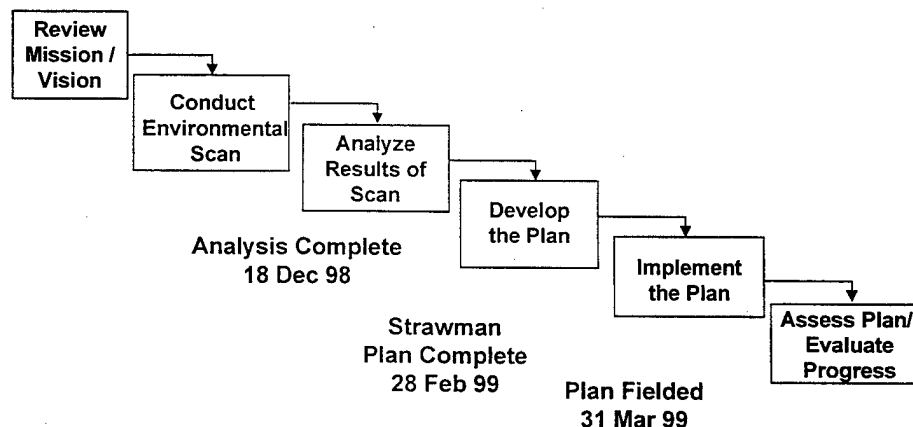 Review
Mission /
Vision
Conduct
Environmental
Scan
Analyze
Results of
Scan
Develop
the Plan
Implement
the Plan
Assess Plan/
Evaluate
Progress
Analysis Complete
18 Dec 98
Strawman
Plan Complete
28 Feb 99
Plan Fielded
31 Mar 99